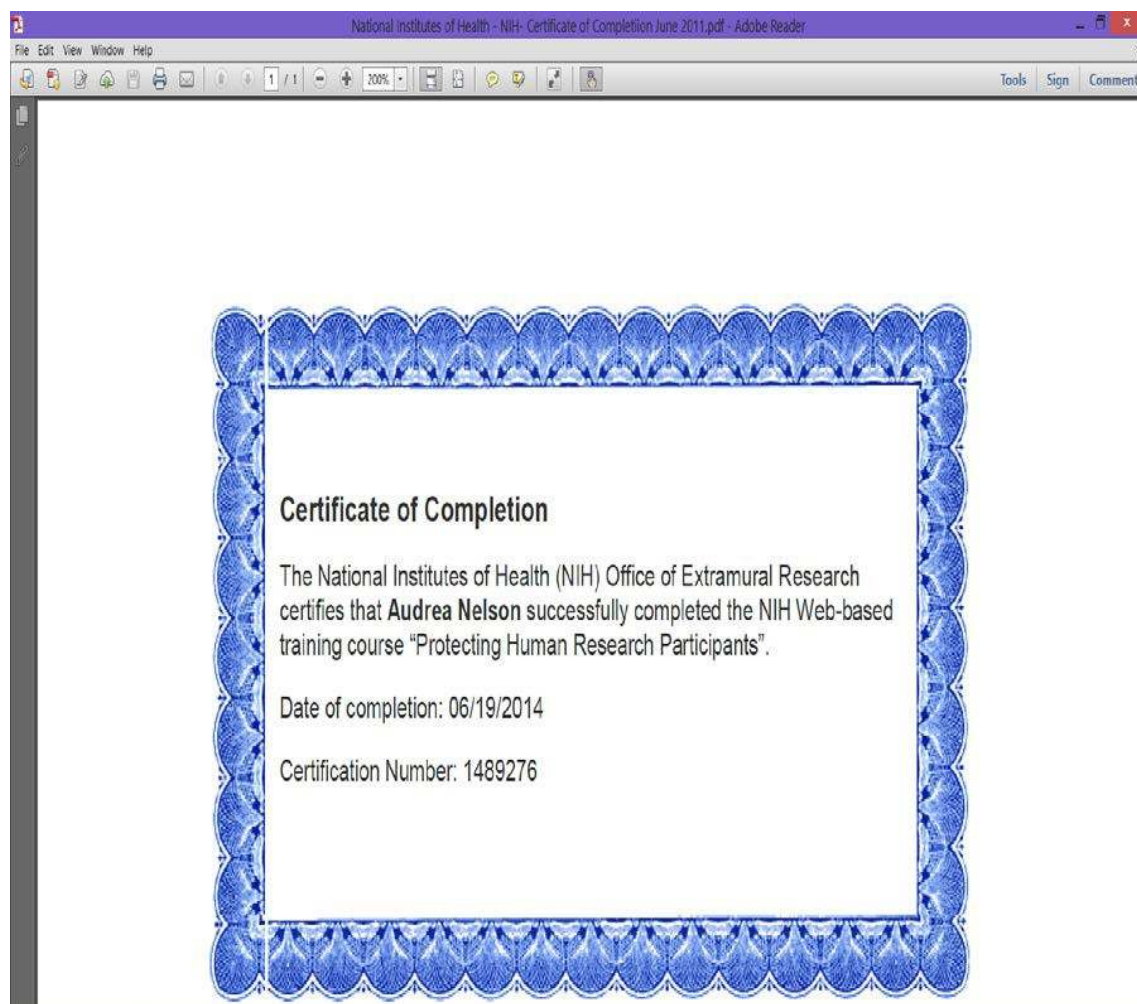 National Institutes of Health - NIH- Certificate of Completiion June 2011.pdf - Adobe Reader
File Edit View Window Help
1 / 1 200% Tools Sign Comment
Certificate of Completion
The National Institutes of Health (NIH) Office of Extramural Research
certifies that Audrea Nelson successfully completed the NIH Web-based
training course “Protecting Human Research Participants”.
Date of completion: 06/19/2014
Certification Number: 1489276